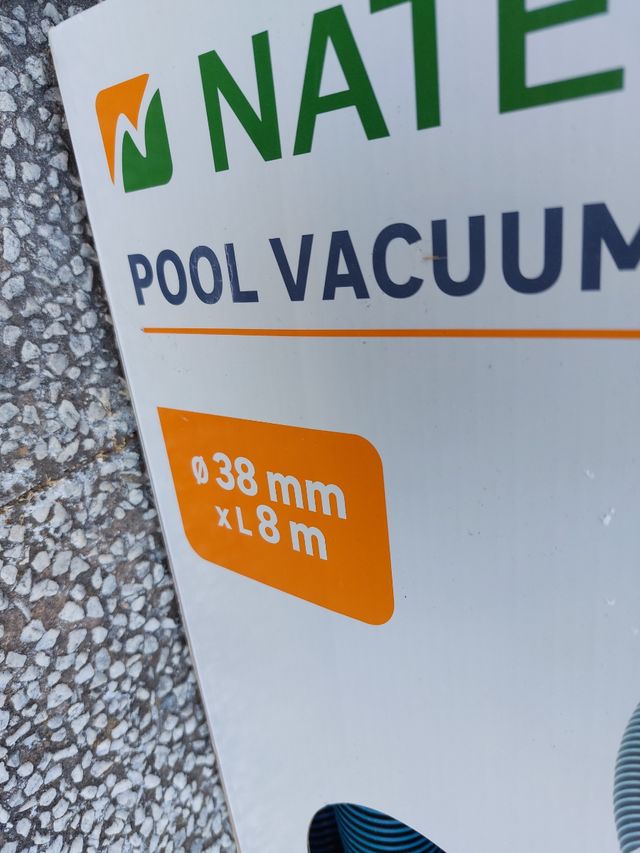 NATE
POOL VACUUM
ø 38 mm
x L 8 m